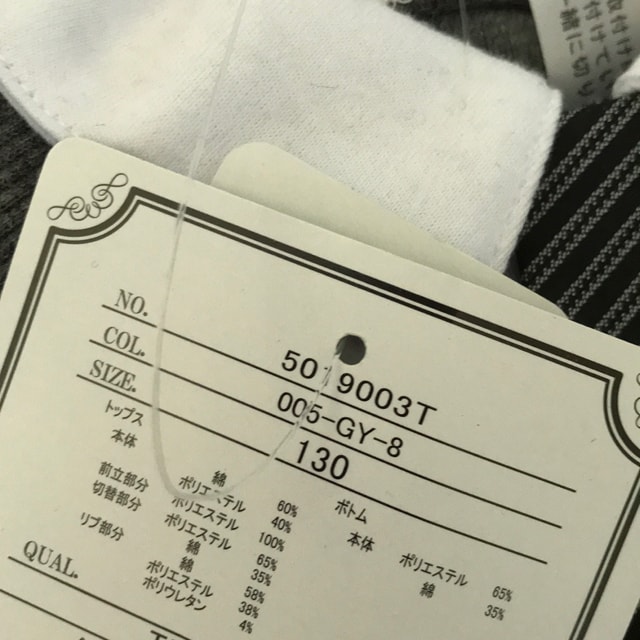 NO. 5019003T
COL. 005-GY-8
SIZE. 130
トップス
本体 綿 60%
ポリエステル 40%
前立部分 ポリエステル 100%
切替部分 ポリエステル 65%
綿 35%
リブ部分 綿 58%
ポリエステル 38%
ポリウレタン 4%
ボトム
本体 ポリエステル 65%
綿 35%
QUAL.